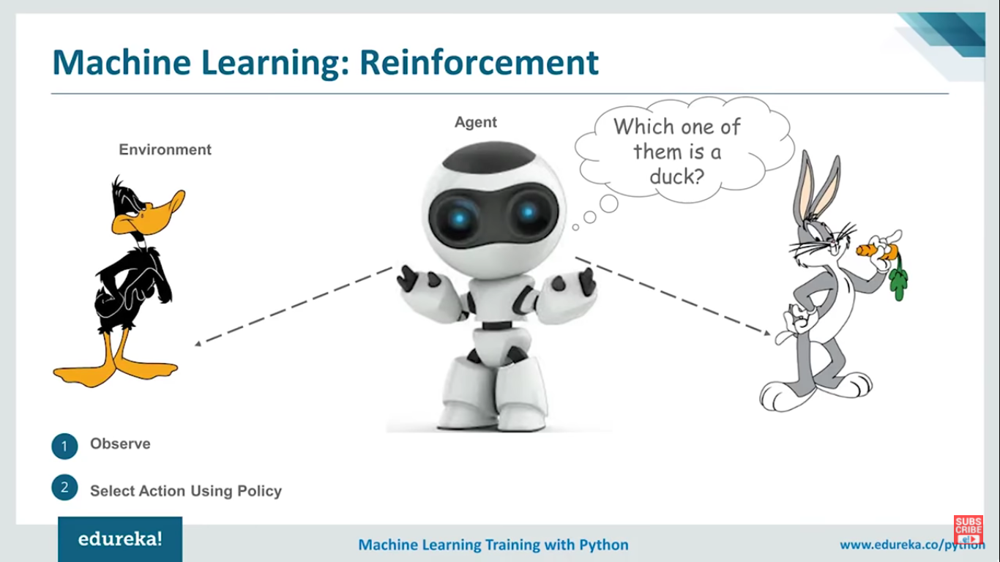 Machine Learning: Reinforcement
Agent
Environment
Which one of
them is a
duck?
1 Observe
2 Select Action Using Policy
edureka!
Machine Learning Training with Python
www.edureka.co/python
SUBS
CRIBE
e!